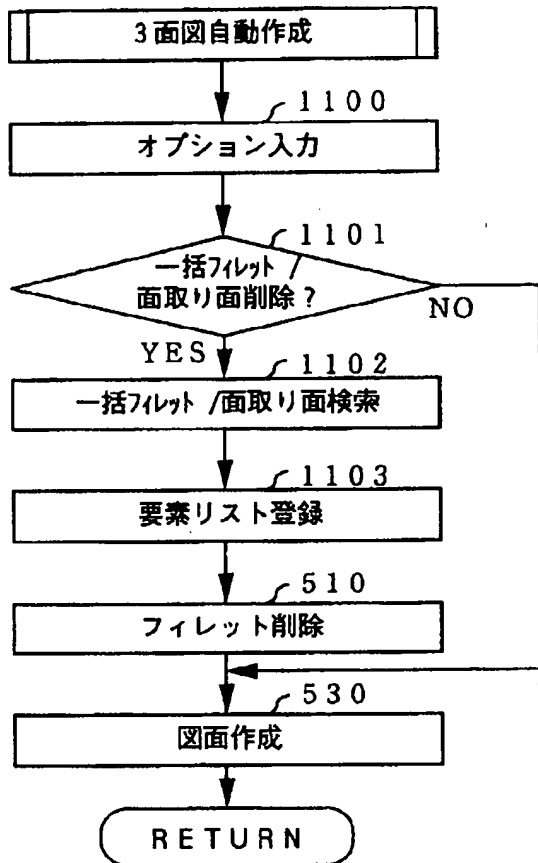 3面図自動作成
1100
オプション入力
1101
一括フィレット /
面取り面削除?
NO
YES
1102
一括フィレット /面取り面検索
1103
要素リスト登録
510
フィレット削除
530
図面作成
RETURN